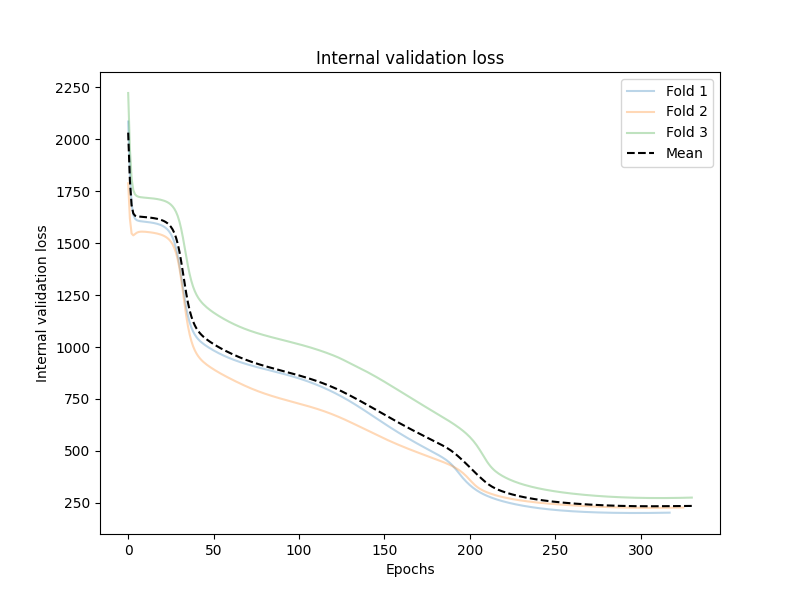 Internal validation loss
Fold 1
Fold 2
Fold 3
Mean
Internal validation loss
2250
2000
1750
1500
1250
1000
750
500
250
0 50 100 150 200 250 300
Epochs